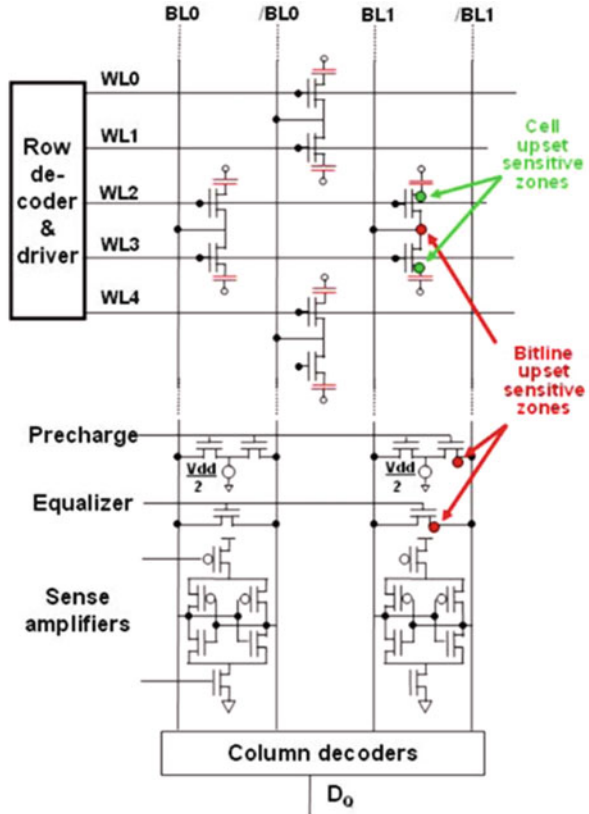 BL0 /BL0 BL1 /BL1
WL0
WL1
WL2
WL3
WL4
Row
de-
coder
&
driver
Cell
upset
sensitive
zones
Bitline
upset
sensitive
zones
Precharge
Vdd
2
Vdd
2
Equalizer
Sense
amplifiers
Column decoders
DQ